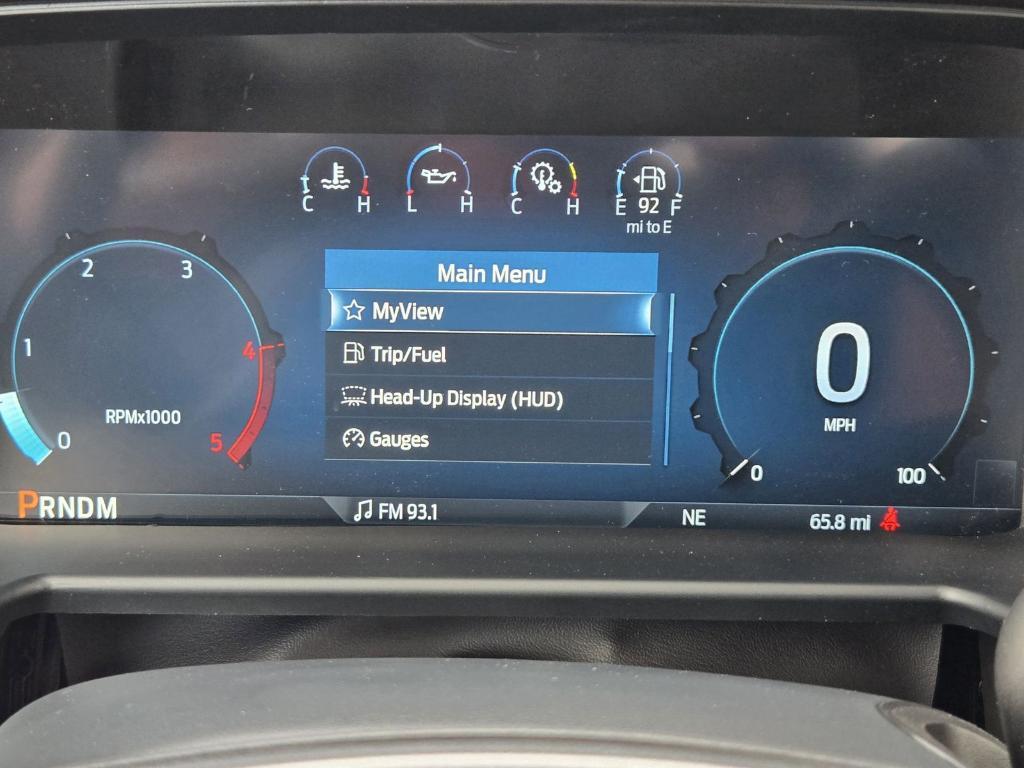 C H
L H
C H
E 92 F
mi to E
Main Menu
MyView
Trip/Fuel
Head-Up Display (HUD)
Gauges
0
1
2
3
4
5
RPMx1000
0
MPH
0
100
PRNDM
FM 93.1
NE
65.8 mi